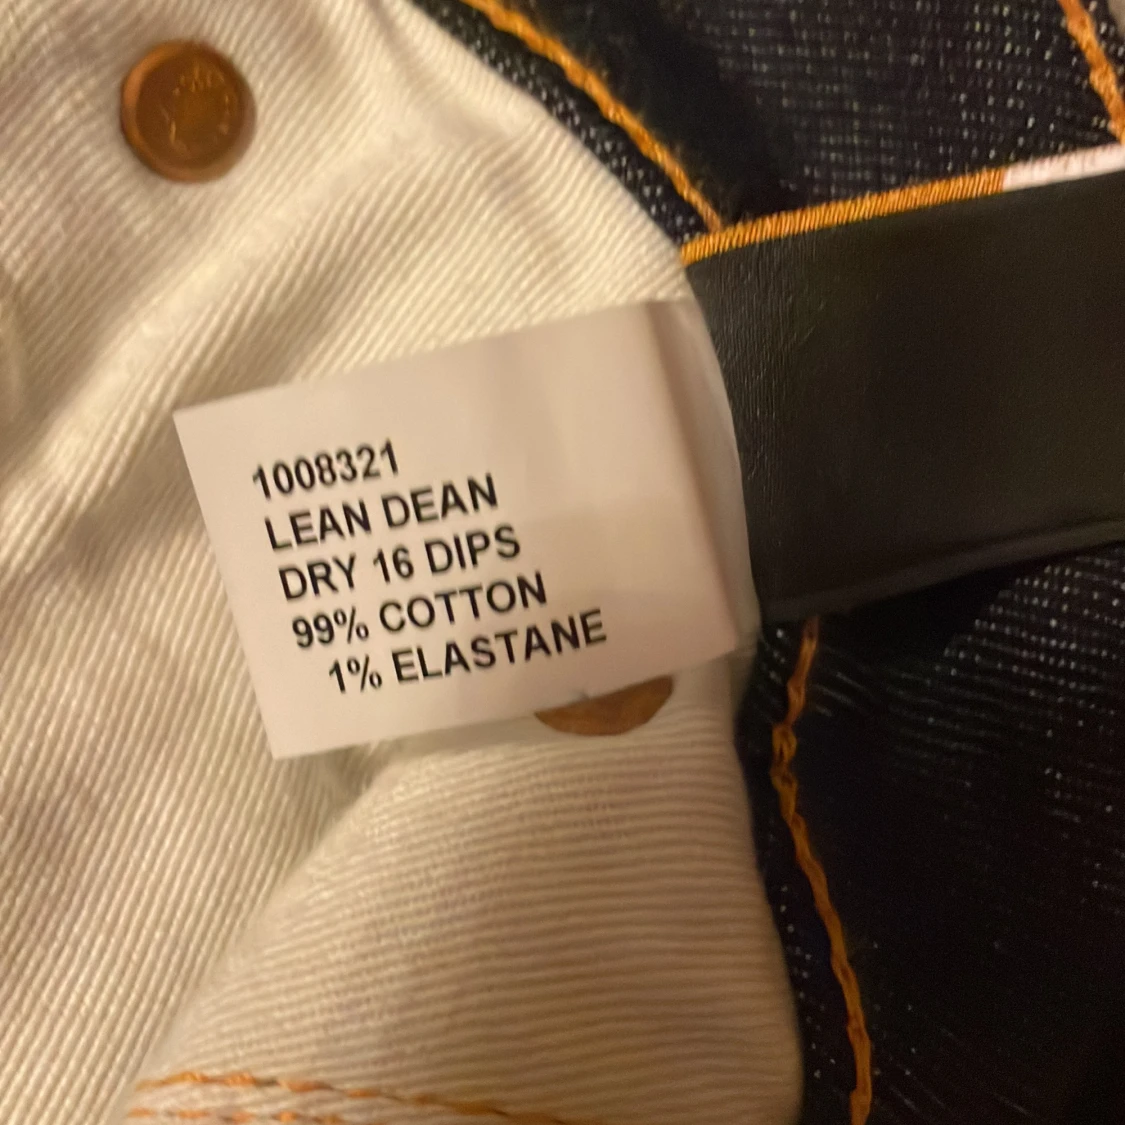 1008321
LEAN DEAN
DRY 16 DIPS
99% COTTON
1% ELASTANE